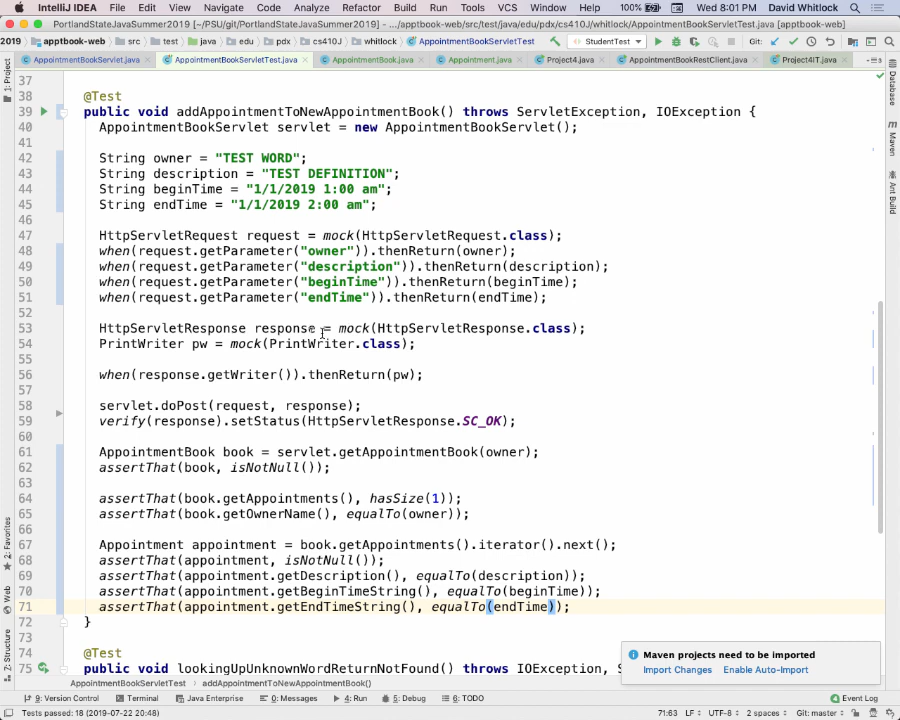 IntelliJ IDEA File Edit View Navigate Code Analyze Refactor Build Run Tools VCS Window Help 100% Wed 8:01 PM David Whitlock
PortlandStateJavaSummer2019 [~/PSU/git/PortlandStateJavaSummer2019] - .../apptbook-web/src/test/java/edu/pdx/cs410J/whitlock/AppointmentBookServletTest.java [apptbook-web]
2019 apptbook-web src test java edu pdx cs410J whitlock AppointmentBookServletTest StudentTest Git:
AppointmentBookServlet.java AppointmentBookServletTest.java AppointmentBook.java Appointment.java Project4.java AppointmentBookRestClient.java Project4IT.java
37
38 @Test
39 public void addAppointmentToNewAppointmentBook() throws ServletException, IOException {
40 AppointmentBookServlet servlet = new AppointmentBookServlet();
41
42 String owner = "TEST WORD";
43 String description = "TEST DEFINITION";
44 String beginTime = "1/1/2019 1:00 am";
45 String endTime = "1/1/2019 2:00 am";
46
47 HttpServletRequest request = mock(HttpServletRequest.class);
48 when(request.getParameter("owner")).thenReturn(owner);
49 when(request.getParameter("description")).thenReturn(description);
50 when(request.getParameter("beginTime")).thenReturn(beginTime);
51 when(request.getParameter("endTime")).thenReturn(endTime);
52
53 HttpServletResponse response = mock(HttpServletResponse.class);
54 PrintWriter pw = mock(PrintWriter.class);
55
56 when(response.getWriter()).thenReturn(pw);
57
58 servlet.doPost(request, response);
59 verify(response).setStatus(HttpServletResponse.SC_OK);
60
61 AppointmentBook book = servlet.getAppointmentBook(owner);
62 assertThat(book, isNotNull());
63
64 assertThat(book.getAppointments(), hasSize(1));
65 assertThat(book.getOwnerName(), equalTo(owner));
66
67 Appointment appointment = book.getAppointments().iterator().next();
68 assertThat(appointment, isNotNull());
69 assertThat(appointment.getDescription(), equalTo(description));
70 assertThat(appointment.getBeginTimeString(), equalTo(beginTime));
71 assertThat(appointment.getEndTimeString(), equalTo(endTime));
72 }
73
74 @Test
75 public void lookingUpUnknownWordReturnNotFound() throws IOException, S
1: Project
2: Favorites
Web
7: Structure
Database
Maven
Ant Build
Maven projects need to be imported
Import Changes Enable Auto-Import
AppointmentBookServletTest addAppointmentToNewAppointmentBook()
9: Version Control Terminal Java Enterprise 0: Messages 4: Run 5: Debug 6: TODO Event Log
Tests passed: 18 (2019-07-22 20:48) 71:63 LF UTF-8 2 spaces Git: master